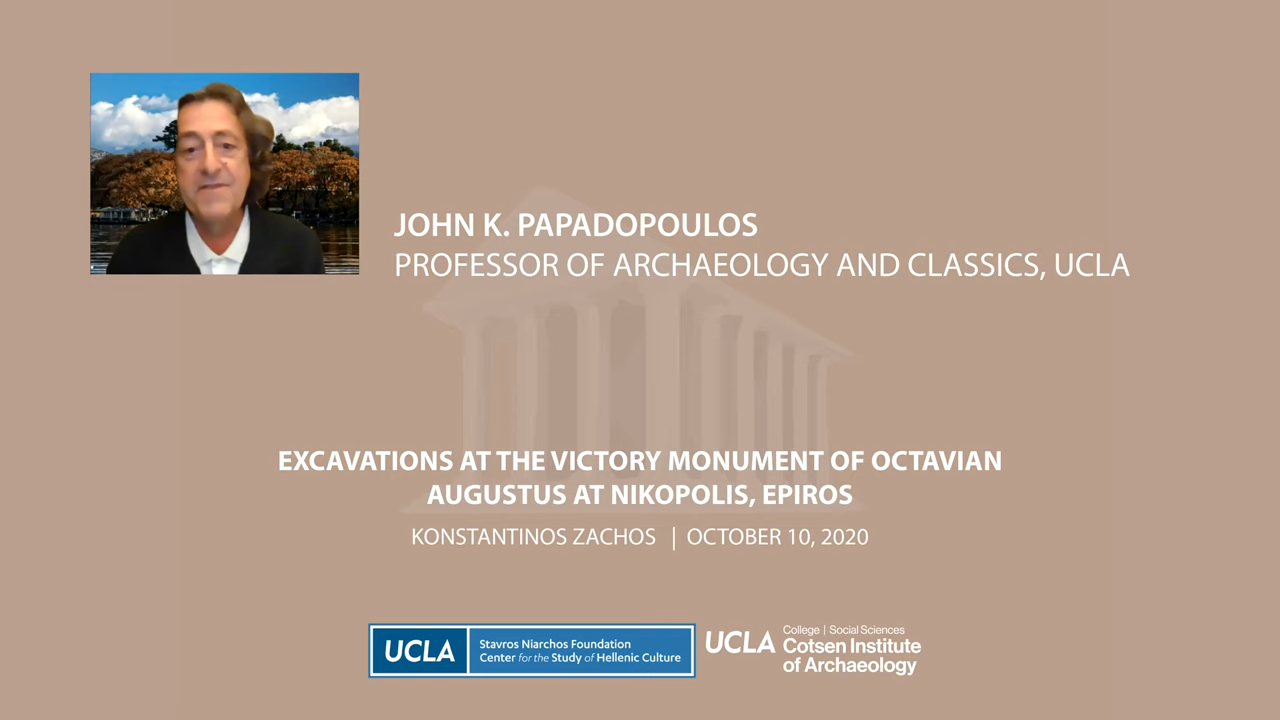 JOHN K. PAPADOPOULOS
PROFESSOR OF ARCHAEOLOGY AND CLASSICS, UCLA
EXCAVATIONS AT THE VICTORY MONUMENT OF OCTAVIAN
AUGUSTUS AT NIKOPOLIS, EPIROS
KONSTANTINOS ZACHOS | OCTOBER 10, 2020
UCLA
Stavros Niarchos Foundation
Center for the Study of Hellenic Culture
UCLA
College | Social Sciences
Cotsen Institute
of Archaeology